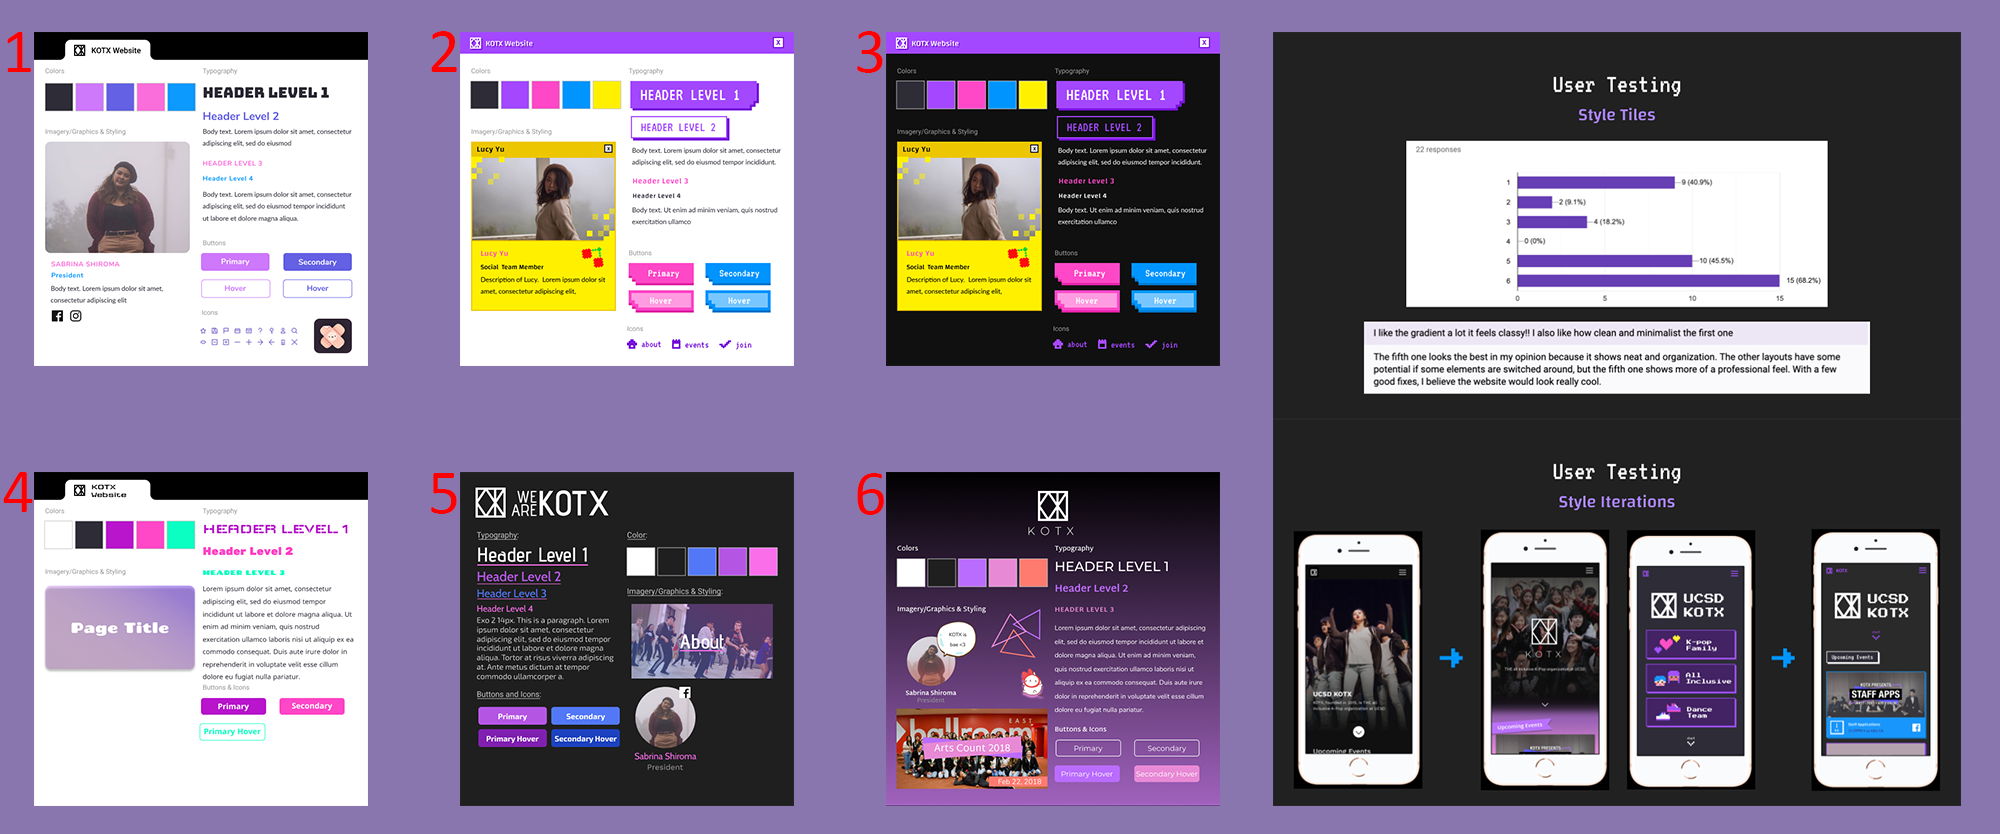 1
KOTX Website
Colors
Typography
HEADER LEVEL 1
Header Level 2
Body text. Lorem ipsum dolor sit amet, consectetur
adipiscing elit, sed do eiusmod
Imagery/Graphics & Styling
HEADER LEVEL 3
Header Level 4
Body text. Lorem ipsum dolor sit amet, consectetur
adipiscing elit, sed do eiusmod tempor incididunt
ut labore et dolore magna aliqua.
Buttons
Primary
Secondary
Hover
Hover
SABRINA SHIROMA
President
Body text. Lorem ipsum dolor sit amet,
consectetur adipiscing elit
Icons
2
KOTX Website
X
Colors
Typography
HEADER LEVEL 1
HEADER LEVEL 2
Body text. Lorem ipsum dolor sit amet, consectetur
adipiscing elit, sed do eiusmod tempor incididunt.
Header Level 3
Header Level 4
Body text. Ut enim ad minim veniam, quis nostrud
exercitation ullamco
Imagery/Graphics & Styling
Lucy Yu
X
Lucy Yu
Social Team Member
Description of Lucy. Lorem ipsum dolor sit
amet, consectetur adipiscing elit,
Buttons
Primary
Secondary
Hover
Hover
Icons
about
events
join
3
KOTX Website
X
Colors
Typography
HEADER LEVEL 1
HEADER LEVEL 2
Body text. Lorem ipsum dolor sit amet, consectetur
adipiscing elit, sed do eiusmod tempor incididunt.
Header Level 3
Header Level 4
Body text. Ut enim ad minim veniam, quis nostrud
exercitation ullamco
Imagery/Graphics & Styling
Lucy Yu
X
Lucy Yu
Social Team Member
Description of Lucy. Lorem ipsum dolor sit
amet, consectetur adipiscing elit,
Buttons
Primary
Secondary
Hover
Hover
Icons
about
events
join
User Testing
Style Tiles
22 responses
1
9 (40.9%)
2
2 (9.1%)
3
4 (18.2%)
4
0 (0%)
5
10 (45.5%)
6
15 (68.2%)
0
5
10
15
I like the gradient a lot it feels classy!! I also like how clean and minimalist the first one
The fifth one looks the best in my opinion because it shows neat and organization. The other layouts have some
potential if some elements are switched around, but the fifth one shows more of a professional feel. With a few
good fixes, I believe the website would look really cool.
4
KOTX
Website
Colors
Typography
HEADER LEVEL 1
Header Level 2
HEADER LEVEL 3
Imagery/Graphics & Styling
Page Title
Lorem ipsum dolor sit amet, consectetur
adipiscing elit, sed do eiusmod tempor
incididunt ut labore et dolore magna aliqua. Ut
enim ad minim veniam, quis nostrud
exercitation ullamco laboris nisi ut aliquip ex ea
commodo consequat. Duis aute irure dolor in
reprehenderit in voluptate velit esse cillum
dolore eu fugiat nulla pariatur.
Buttons & Icons
Primary
Secondary
Primary Hover
5
WE
ARE
KOTX
Typography:
Header Level 1
Header Level 2
Header Level 3
Header Level 4
Exo 2 14px. This is a paragraph. Lorem
ipsum dolor sit amet, consectetur
adipiscing elit, sed do eiusmod tempor
incididunt ut labore et dolore magna
aliqua. Tortor at risus viverra adipiscing
at. Ante metus dictum at tempor
commodo ullamcorper a.
Color:
Imagery/Graphics & Styling:
About
Buttons and Icons:
Primary
Secondary
Primary Hover
Secondary Hover
Sabrina Shiroma
President
6
KOTX
Colors
Typography
HEADER LEVEL 1
Header Level 2
HEADER LEVEL 3
Imagery/Graphics & Styling
KOTX is
bae <3
Sabrina Shiroma
President
Lorem ipsum dolor sit amet, consectetur
adipiscing elit, sed do eiusmod tempor
incididunt ut labore et dolore magna aliqua.
Ut enim ad minim veniam,
quis nostrud exercitation ullamco laboris nisi ut
aliquip ex ea commodo consequat. Duis aute irure
dolor in reprehenderit in voluptate velit esse cillum
dolore eu fugiat nulla pariatur.
EAST
Arts Count 2018
Feb 22, 2018
Buttons & Icons
Primary
Secondary
Primary Hover
Secondary Hover
User Testing
Style Iterations
UCSD KOTX
KOTX, founded in 2010, is THE all
inclusive K-Pop organization at UCSD.
Upcoming Events
KOTX
THE all inclusive K-Pop organization at UCSD
Upcoming Events
KOTX PRESENTS
UCSD
KOTX
K-pop
Family
All
Inclusive
Dance
Team
KOTX
UCSD
KOTX
Upcoming Events
KOTX PRESENTS:
STAFF APPS
Staff Applications